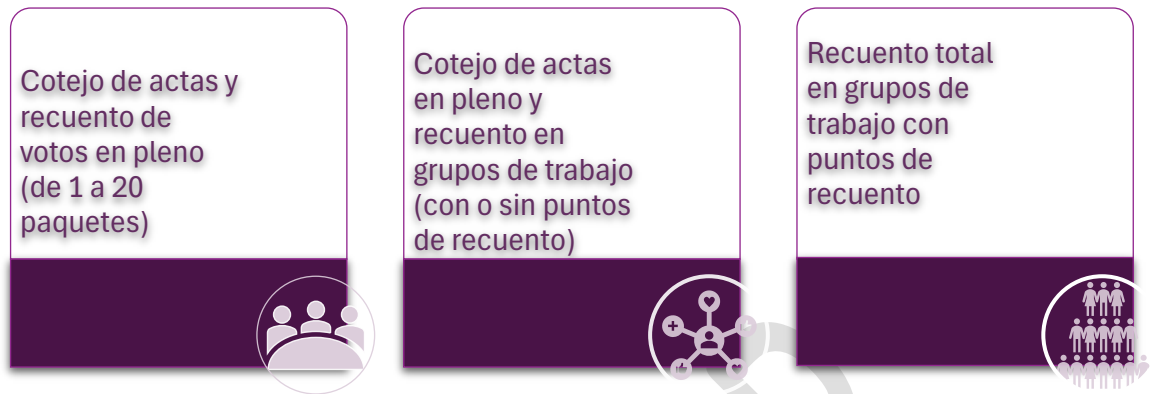 Cotejo de actas y
recuento de
votos en pleno
(de 1 a 20
paquetes)
Cotejo de actas
en pleno y
recuento en
grupos de trabajo
(con o sin puntos
de recuento)
Recuento total
en grupos de
trabajo con
puntos de
recuento